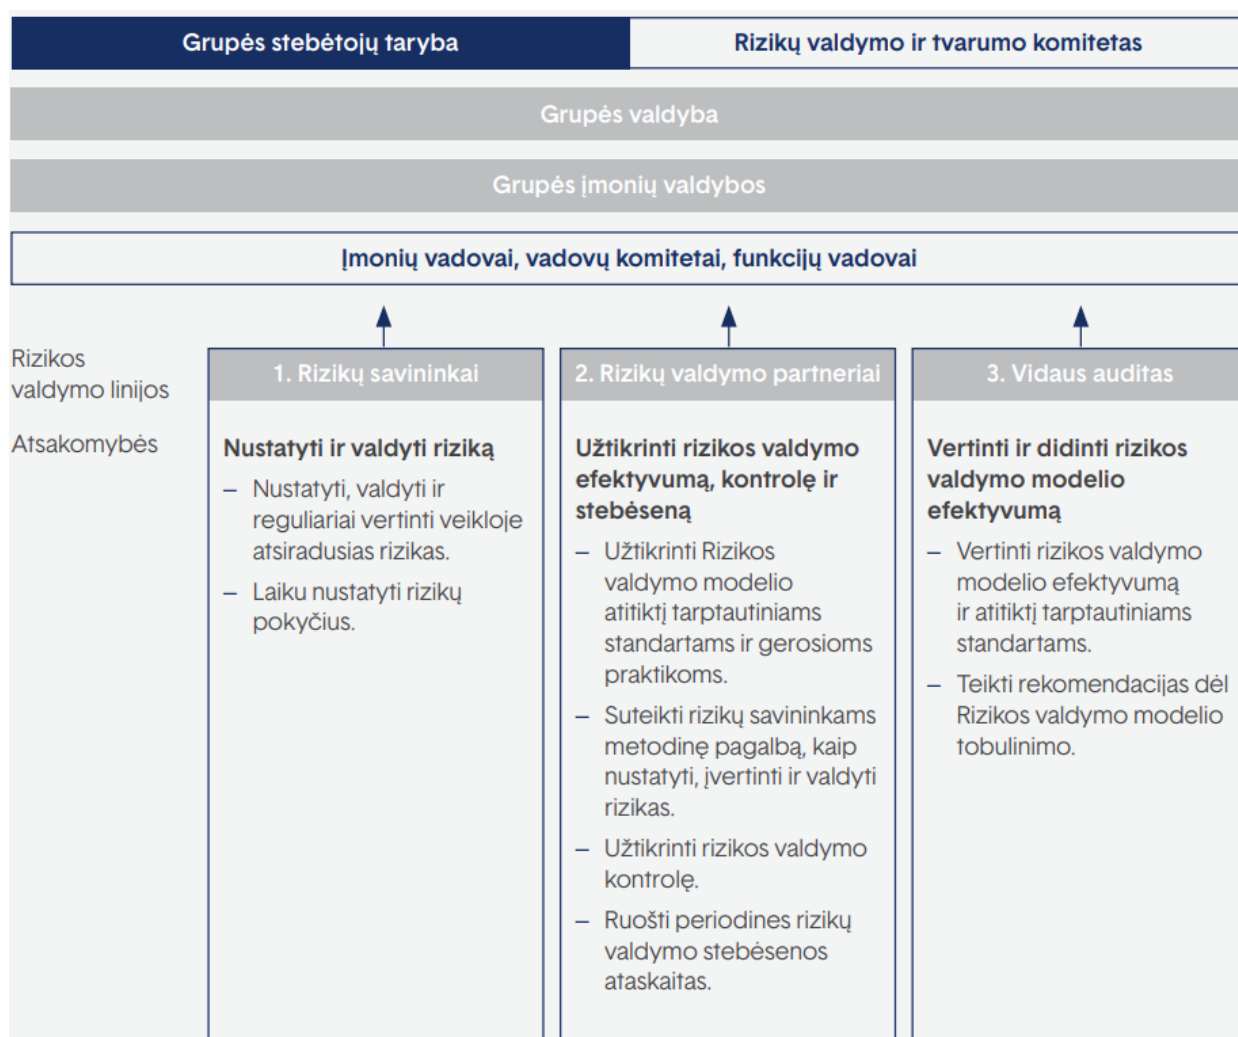 Grupės stebėtojų taryba
Rizikų valdymo ir tvarumo komitetas
Grupės valdyba
Grupės įmonių valdybos
Įmonių vadovai, vadovų komitetai, funkcijų vadovai
Rizikos
valdymo linijos
1. Rizikų savininkai
2. Rizikų valdymo partneriai
3. Vidaus auditas
Atsakomybės
Nustatyti ir valdyti riziką
– Nustatyti, valdyti ir
reguliariai vertinti veikloje
atsiradusias rizikas.
– Laiku nustatyti rizikų
pokyčius.
Užtikrinti rizikos valdymo
efektyvumą, kontrolę ir
stebėseną
– Užtikrinti Rizikos
valdymo modelio
atitiktį tarptautiniams
standartams ir gerosioms
praktikoms.
– Suteikti rizikų savininkams
metodinę pagalbą, kaip
nustatyti, įvertinti ir valdyti
rizikas.
– Užtikrinti rizikos valdymo
kontrolę.
– Ruošti periodines rizikų
valdymo stebėsenos
ataskaitas.
Vertinti ir didinti rizikos
valdymo modelio
efektyvumą
– Vertinti rizikos valdymo
modelio efektyvumą
ir atitiktį tarptautiniams
standartams.
– Teikti rekomendacijas dėl
Rizikos valdymo modelio
tobulinimo.